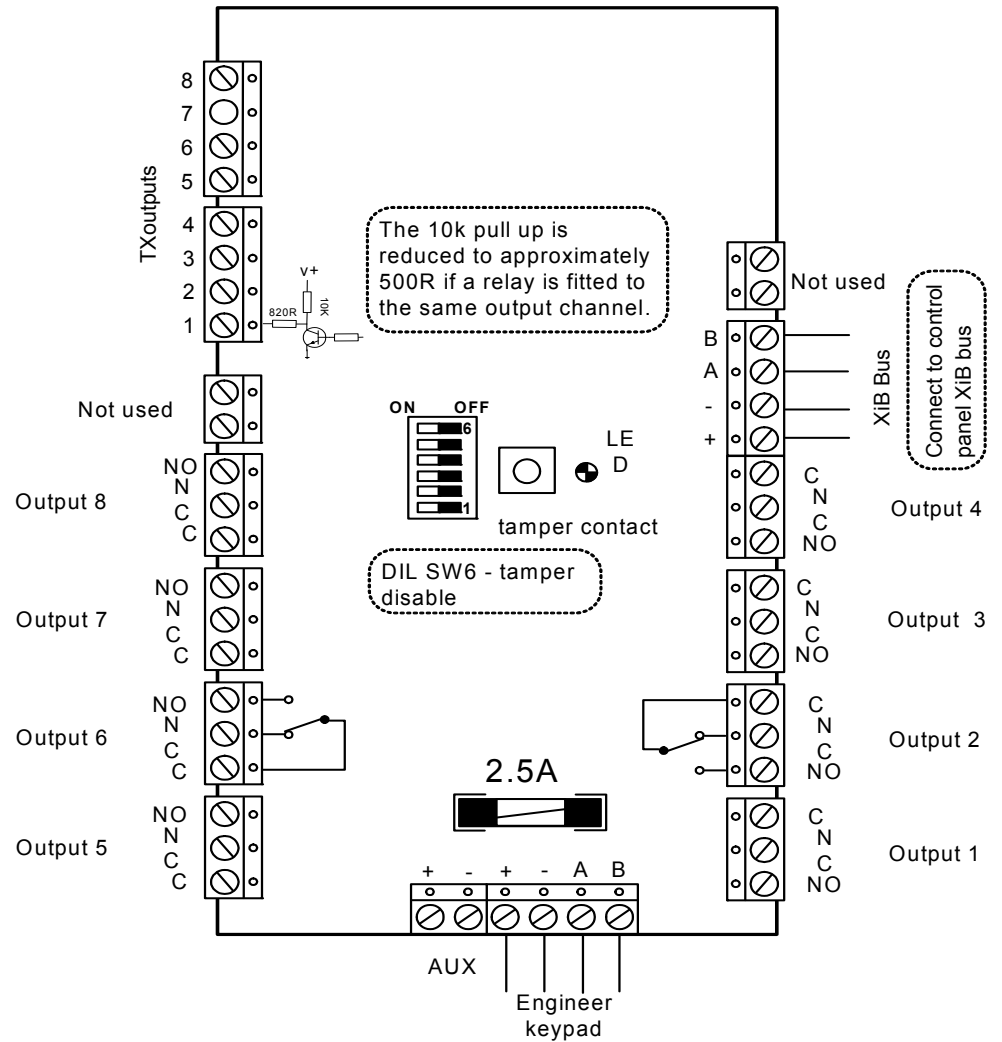 8
7
6
5
TXoutputs
4
3
2
1
v+
820R
10K
The 10k pull up is
reduced to approximately
500R if a relay is fitted to
the same output channel.
Not used
B
A
-
+
XiB Bus
Connect to control
panel XiB bus
Not used
ON OFF
6
1
LE
D
tamper contact
DIL SW6 - tamper
disable
Output 8
NO
N
C
C
Output 7
NO
N
C
C
Output 6
NO
N
C
C
Output 5
NO
N
C
C
C
N
C
NO
Output 4
C
N
C
NO
Output 3
C
N
C
NO
Output 2
C
N
C
NO
Output 1
2.5A
+ - + - A B
AUX
Engineer
keypad